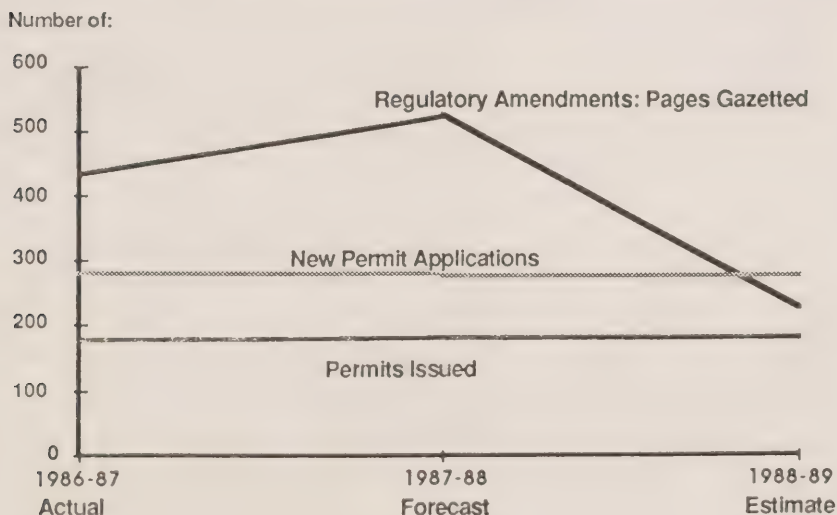 Number of:
600
Regulatory Amendments: Pages Gazetted
500
400
300
New Permit Applications
200
Permits Issued
100
0
1986-87 1987-88 1988-89
Actual Forecast Estimate